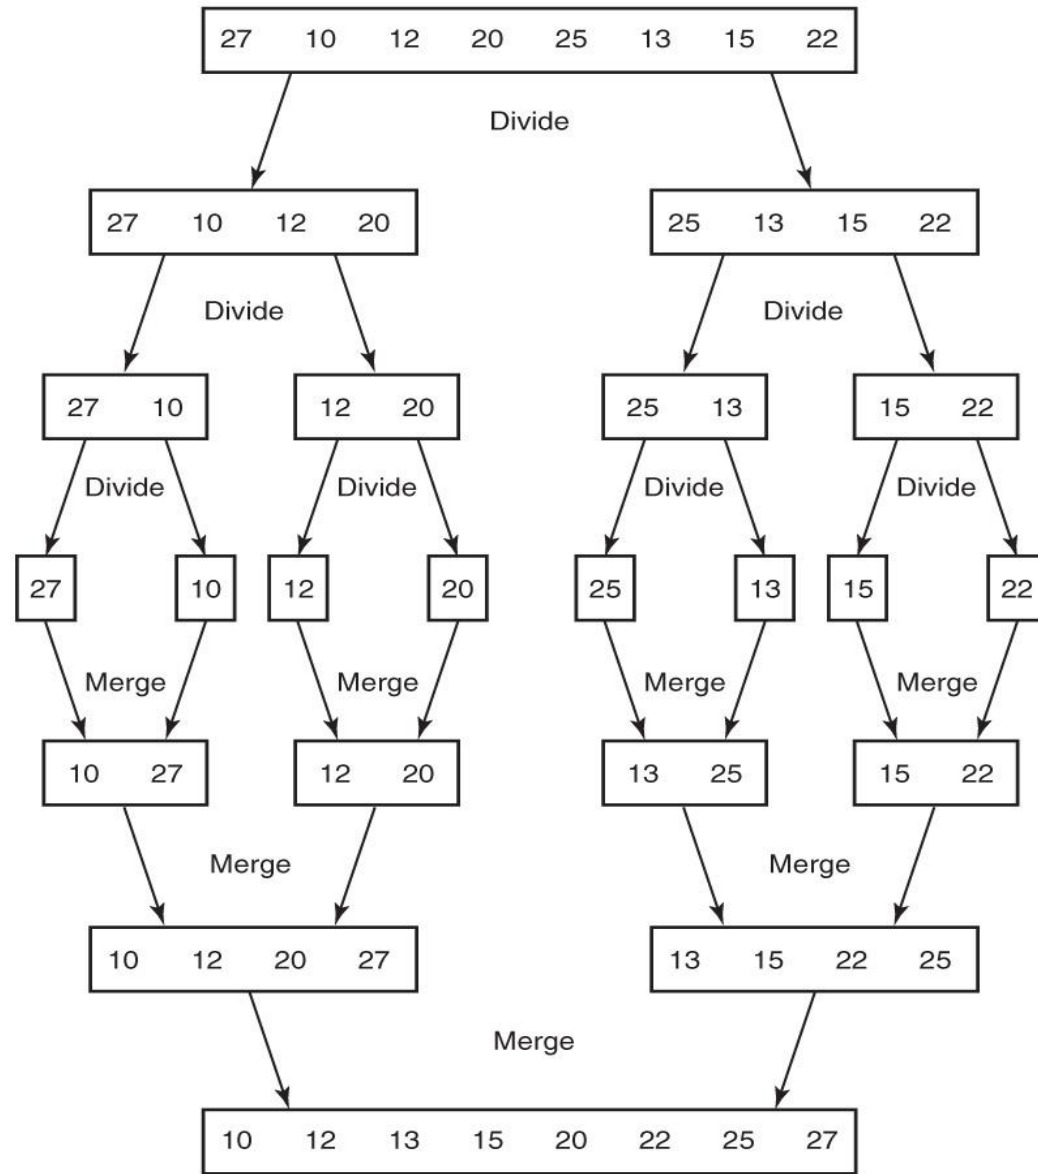 27 10 12 20 25 13 15 22
Divide
27 10 12 20 25 13 15 22
Divide Divide
27 10 12 20 25 13 15 22
Divide Divide Divide Divide
27 10 12 20 25 13 15 22
Merge Merge Merge Merge
10 27 12 20 13 25 15 22
Merge Merge
10 12 20 27 13 15 22 25
Merge
10 12 13 15 20 22 25 27